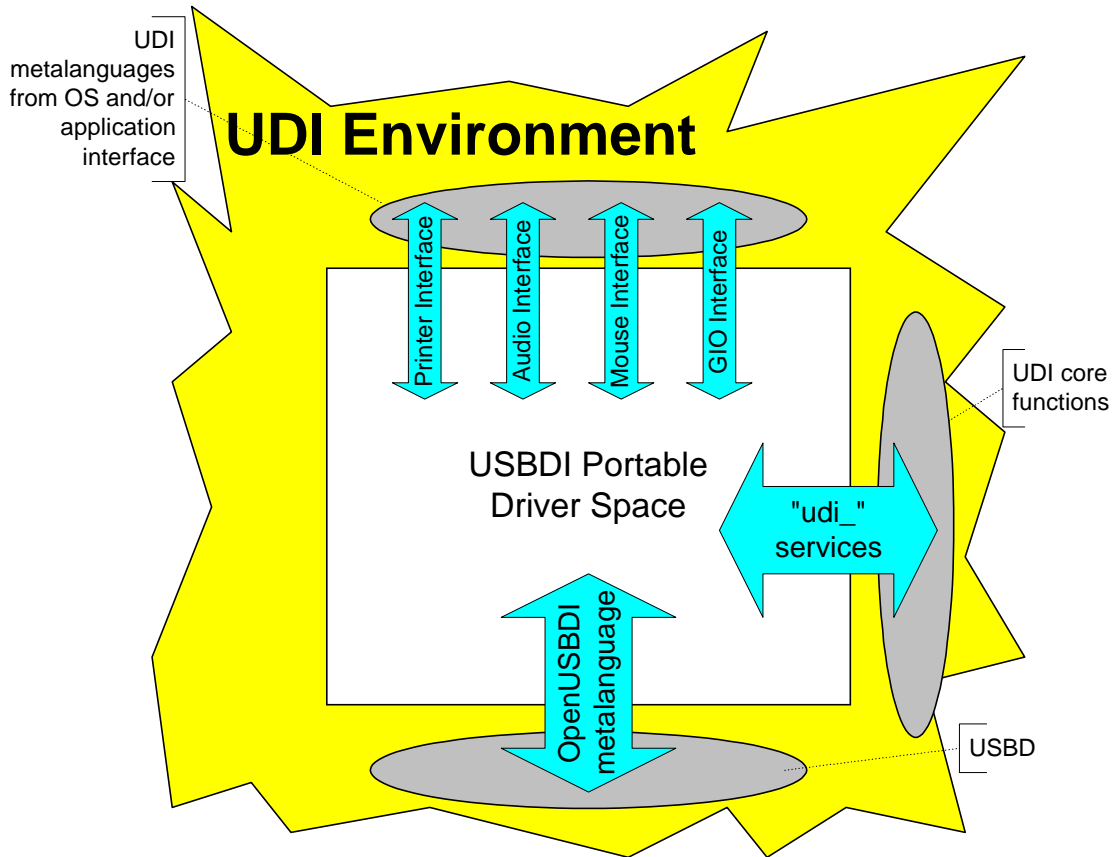 UDI
metalanguages
from OS and/or
application
interface
UDI Environment
Printer Interface
Audio Interface
Mouse Interface
GIO Interface
UDI core
functions
USBDI Portable
Driver Space
"udi_"
services
OpenUSBDI
metalanguage
USBD